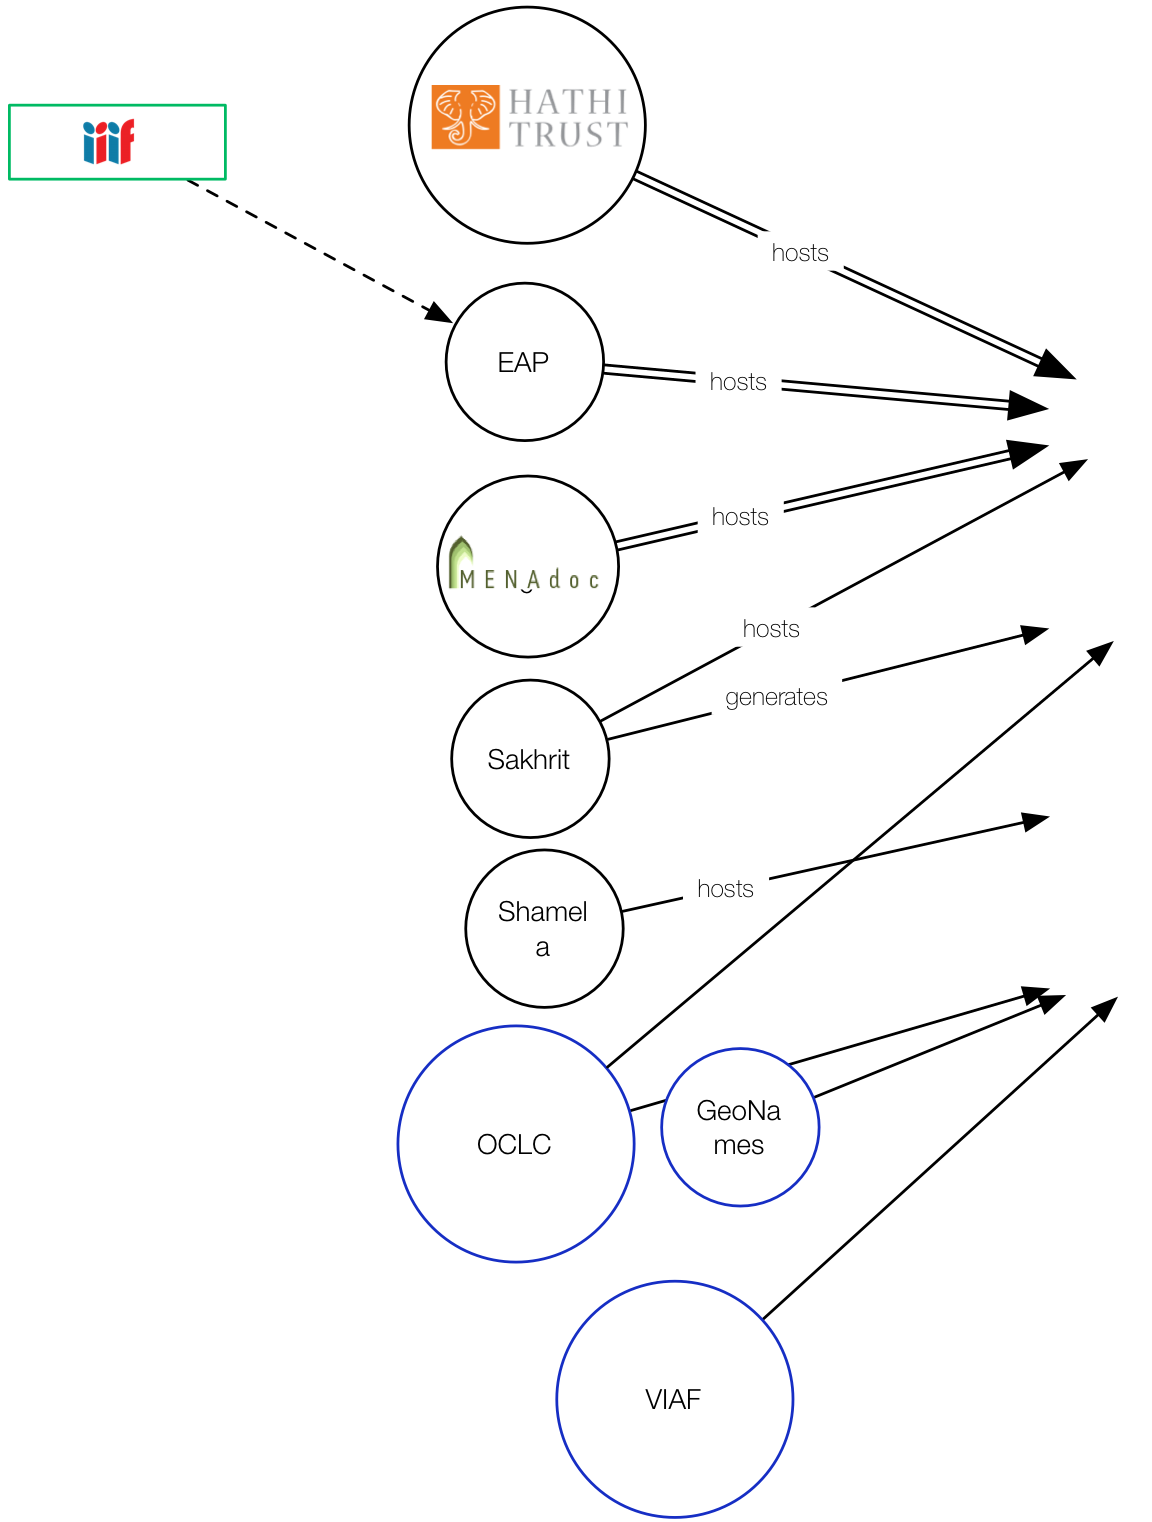 HATHI
TRUST
iiif
hosts
EAP
hosts
hosts
MENAdoc
hosts
generates
Sakhrit
hosts
Shamel
a
GeoNa
mes
OCLC
VIAF